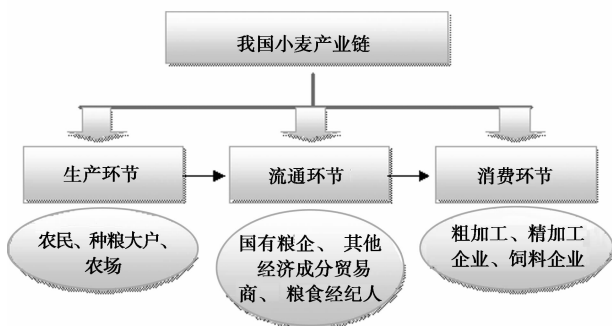 我国小麦产业链
生产环节
流通环节
消费环节
农民、种粮大户、
农场
国有粮企、 其他
经济成分贸易
商、 粮食经纪人
粗加工、精加工
企业、饲料企业